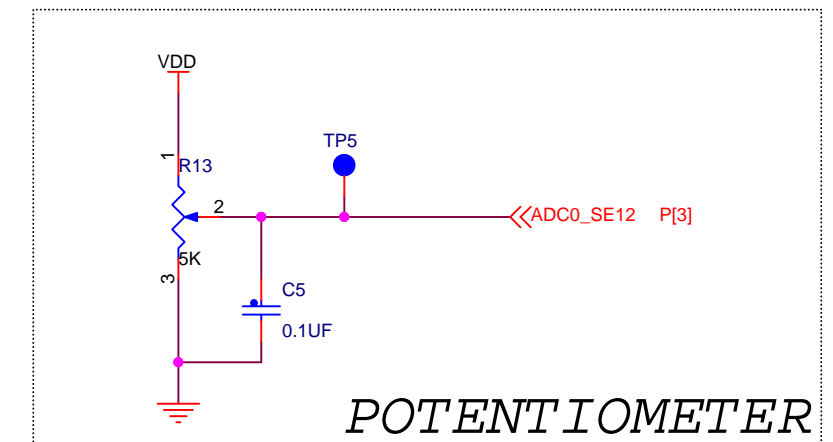 VDD
TP5
1
R13
2
ADC0_SE12 P[3]
5K
3
C5
0.1UF
POTENTIOMETER